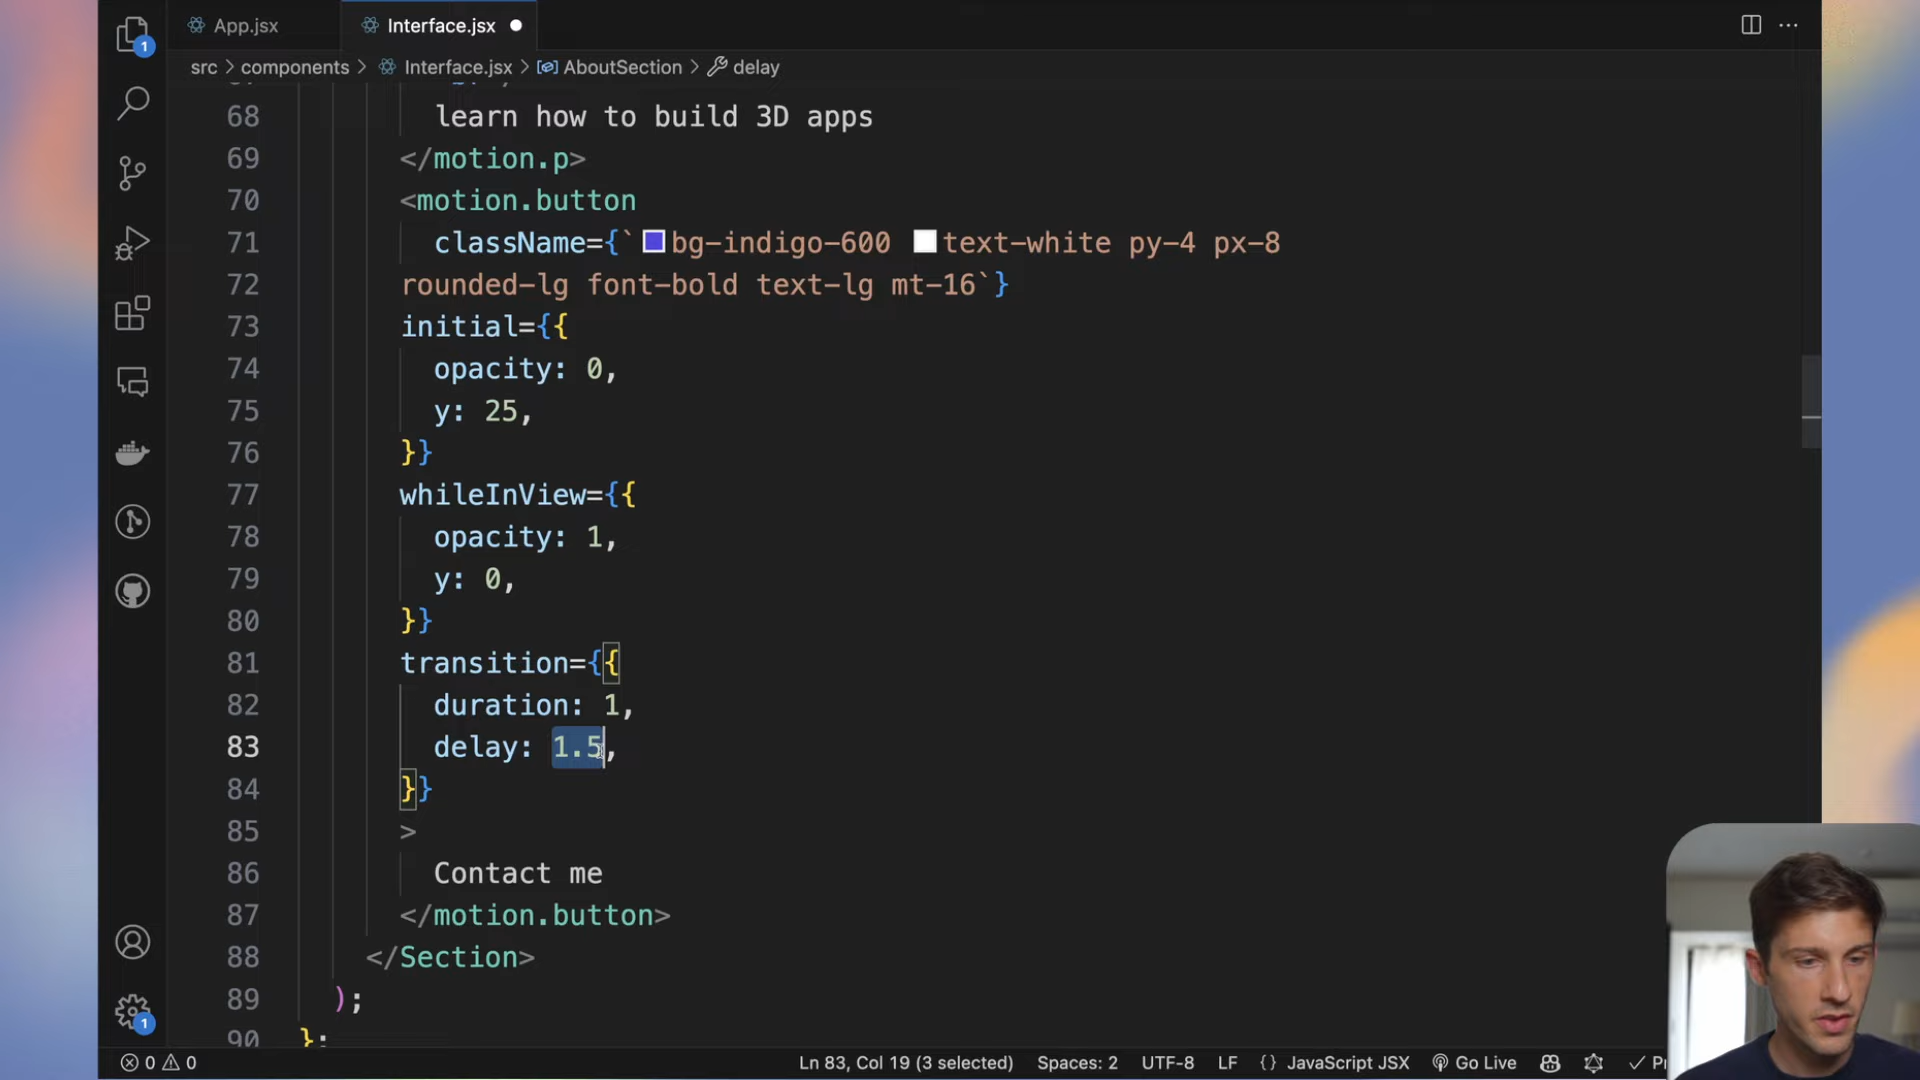 App.jsx
Interface.jsx
src > components > Interface.jsx > AboutSection > delay
68 learn how to build 3D apps
69 </motion.p>
70 <motion.button
71 className={`bg-indigo-600 text-white py-4 px-8
72 rounded-lg font-bold text-lg mt-16`}
73 initial={{
74 opacity: 0,
75 y: 25,
76 }}
77 whileInView={{
78 opacity: 1,
79 y: 0,
80 }}
81 transition={{
82 duration: 1,
83 delay: 1.5,
84 }}
85 >
86 Contact me
87 </motion.button>
88 </Section>
89 );
90 };
1
1
0 0
Ln 83, Col 19 (3 selected) Spaces: 2 UTF-8 LF {} JavaScript JSX Go Live